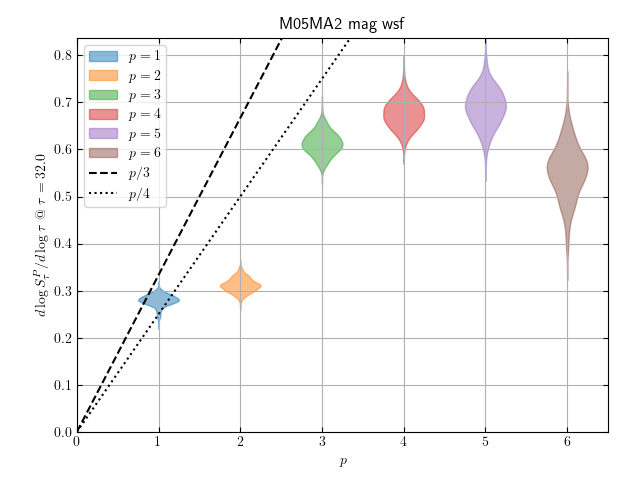 M05MA2 mag wsf
d log S_τ^P / d log τ @ τ = 32.0
0.8
0.7
0.6
0.5
0.4
0.3
0.2
0.1
0.0
p = 1
p = 2
p = 3
p = 4
p = 5
p = 6
p/3
p/4
0 1 2 3 4 5 6
p